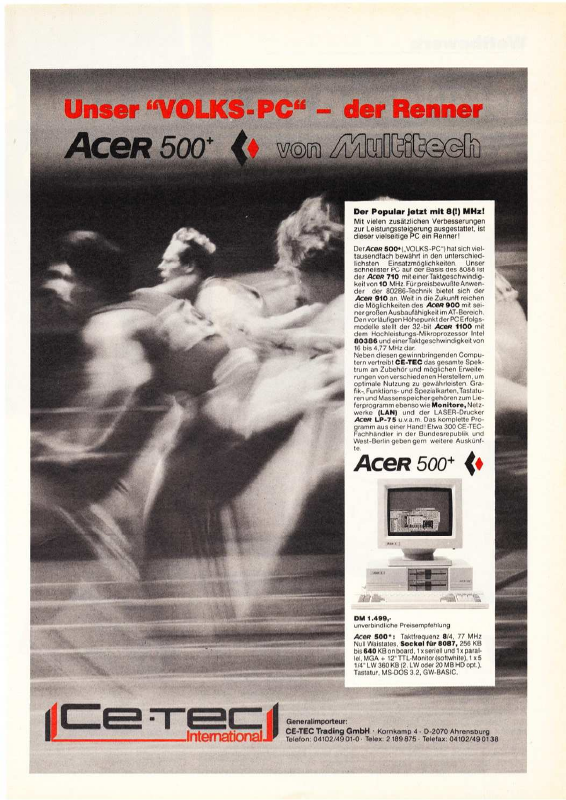 Unser “VOLKS-PC“ – der Renner
Acer 500+ von Multitech
Der Popular jetzt mit 8(!) MHz!
Mit vielen zusätzlichen Verbesserungen
zur Leistungssteigerung ausgestattet, ist
dieser vielseitige PC ein Renner!
Der Acer 500+ („VOLKS-PC“) hat sich viel-
tausendfach bewährt in den unterschied-
lichsten Einsatzmöglichkeiten. Unser
schnellster PC auf der Basis des 8088 ist
der Acer 710 mit einer Taktgeschwindig-
keit von 10 MHz. Für preisbewußte Anwen-
der der 80286-Technik bietet sich der
Acer 910 an. Weit in die Zukunft reichen
die Möglichkeiten des Acer 900 mit sei-
ner großen Ausbaufähigkeit im AT-Bereich.
Den vorläufigen Höhepunkt der PC Erfolgs-
modelle stellt der 32-bit Acer 1100 mit
dem Hochleistungs-Mikroprozessor Intel
80386 und einer Taktgeschwindigkeit von
16 bis 4,77 MHz dar.
Neben diesen gewinnbringenden Compu-
tern vertreibt CE-TEC das gesamte Spek-
trum an Zubehör und möglichen Erweite-
rungen von verschiedenen Herstellern, um
optimale Nutzung zu gewährleisten. Gra-
fik-, Funktions- und Spezialkarten, Tastatu-
ren und Massenspeicher gehören zum Lie-
ferprogramm ebenso wie Monitore, Netz-
werke (LAN) und der LASER-Drucker
Acer LP-75 u.v.a.m. Das komplette Pro-
gramm aus einer Hand! Etwa 300 CE-TEC-
Fachhändler in der Bundesrepublik und
West-Berlin geben gern weitere Auskünf-
te.
Acer 500+
DM 1.499,-
unverbindliche Preisempfehlung
Acer 500+: Taktfrequenz 8/4, 77 MHz
Null Waistates, Sockel für 8087, 256 KB
bis 640 KB on board, 1 x seriell und 1 x paral-
lel, MGA + 12" TTL-Monitor (softwhite), 1 x 5
1/4" LW 360 KB (2. LW oder 20 MB HD opt.),
Tastatur, MS-DOS 3.2, GW-BASIC.
Ce-Tec
International
Generalimporteur:
CE-TEC Trading GmbH · Kornkamp 4 · D-2070 Ahrensburg
Telefon: 04102/49 01-0 · Telex: 2 189 875 · Telefax: 04102/49 01 38